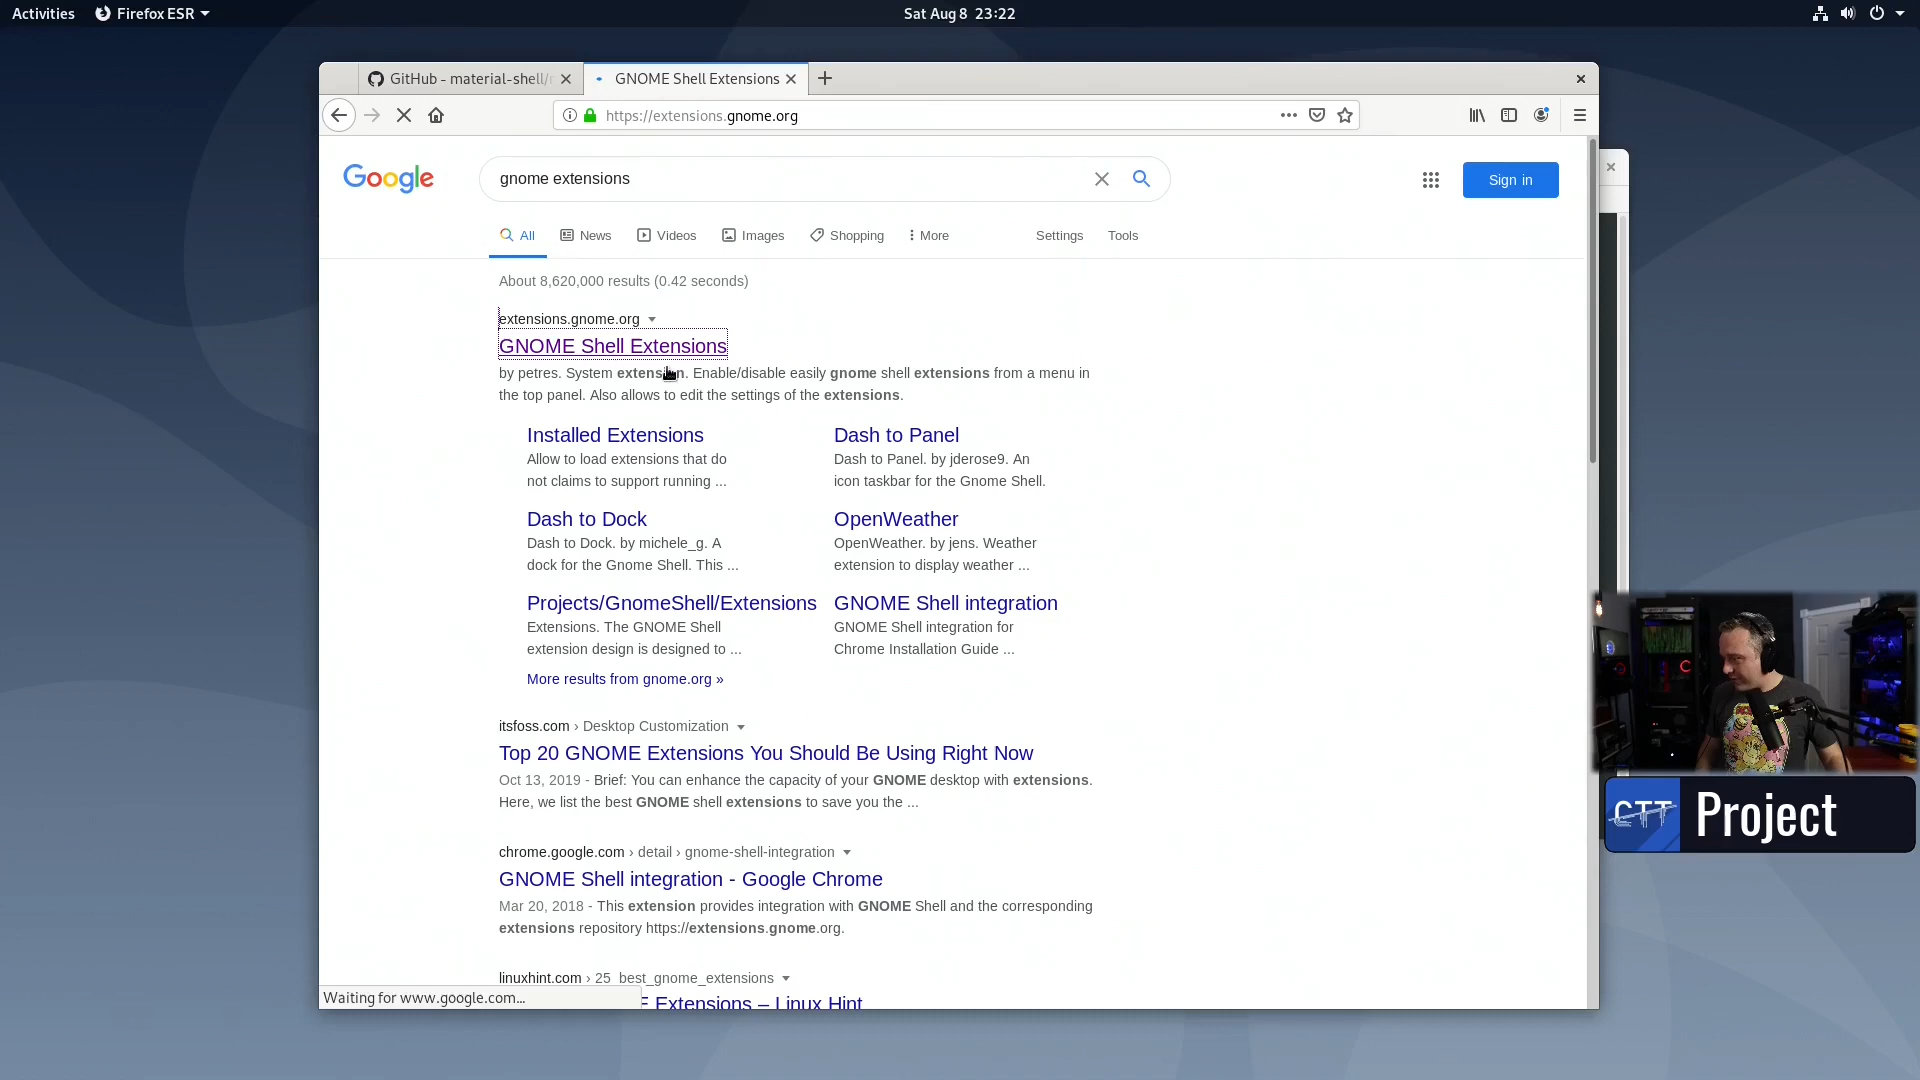 Activities
Firefox ESR
Sat Aug 8 23:22
GitHub - material-shell/
GNOME Shell Extensions
https://extensions.gnome.org
Google
gnome extensions
Sign in
All
News
Videos
Images
Shopping
More
Settings
Tools
About 8,620,000 results (0.42 seconds)
extensions.gnome.org
GNOME Shell Extensions
by petres. System extension. Enable/disable easily gnome shell extensions from a menu in
the top panel. Also allows to edit the settings of the extensions.
Installed Extensions
Allow to load extensions that do
not claims to support running ...
Dash to Panel
Dash to Panel. by jderose9. An
icon taskbar for the Gnome Shell.
Dash to Dock
Dash to Dock. by michele_g. A
dock for the Gnome Shell. This ...
OpenWeather
OpenWeather. by jens. Weather
extension to display weather ...
Projects/GnomeShell/Extensions
Extensions. The GNOME Shell
extension design is designed to ...
GNOME Shell integration
GNOME Shell integration for
Chrome Installation Guide ...
More results from gnome.org »
itsfoss.com › Desktop Customization
Top 20 GNOME Extensions You Should Be Using Right Now
Oct 13, 2019 - Brief: You can enhance the capacity of your GNOME desktop with extensions.
Here, we list the best GNOME shell extensions to save you the ...
chrome.google.com › detail › gnome-shell-integration
GNOME Shell integration - Google Chrome
Mar 20, 2018 - This extension provides integration with GNOME Shell and the corresponding
extensions repository https://extensions.gnome.org.
linuxhint.com › 25_best_gnome_extensions
Extensions – Linux Hint
Waiting for www.google.com...
CTT
Project